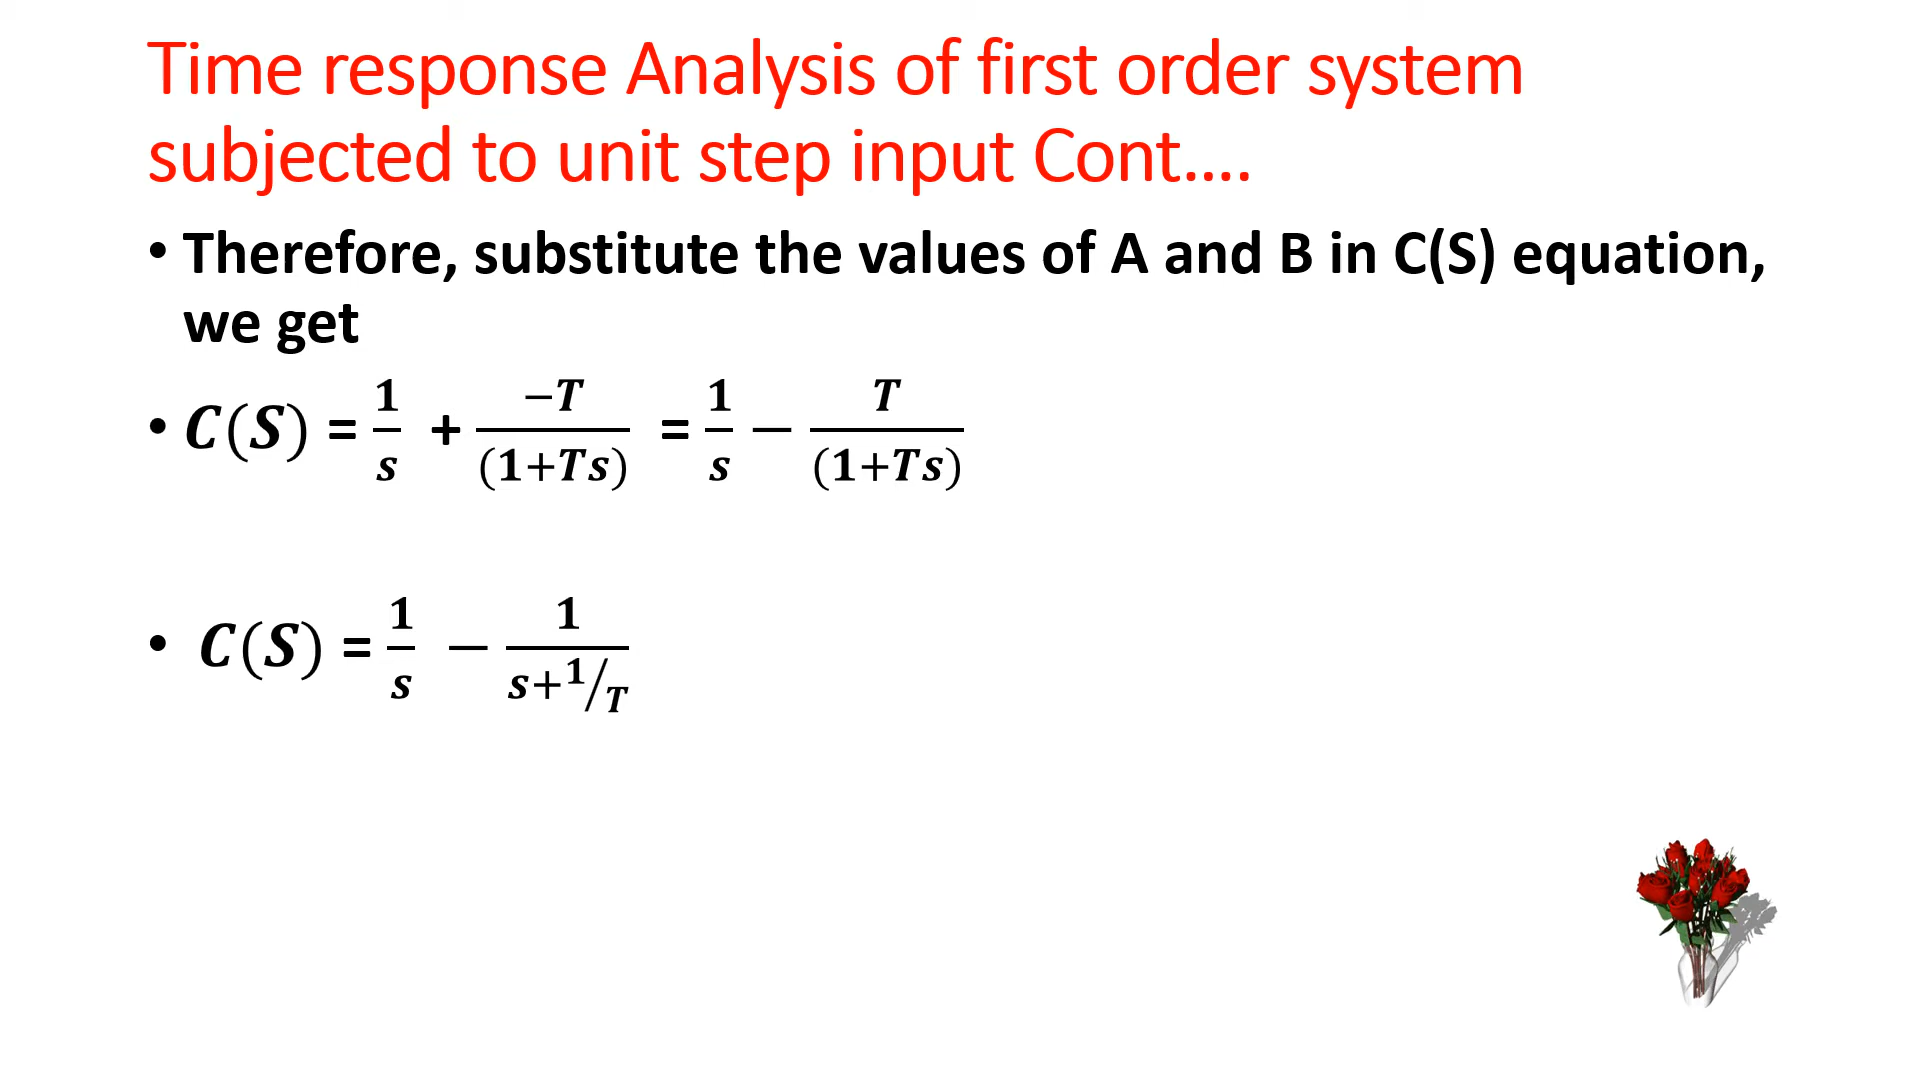 Time response Analysis of first order system
subjected to unit step input Cont....
• Therefore, substitute the values of A and B in C(S) equation,
we get
• C(S) = 1/s + −T/(1+Ts) = 1/s − T/(1+Ts)
• C(S) = 1/s − 1/(s+1/T)